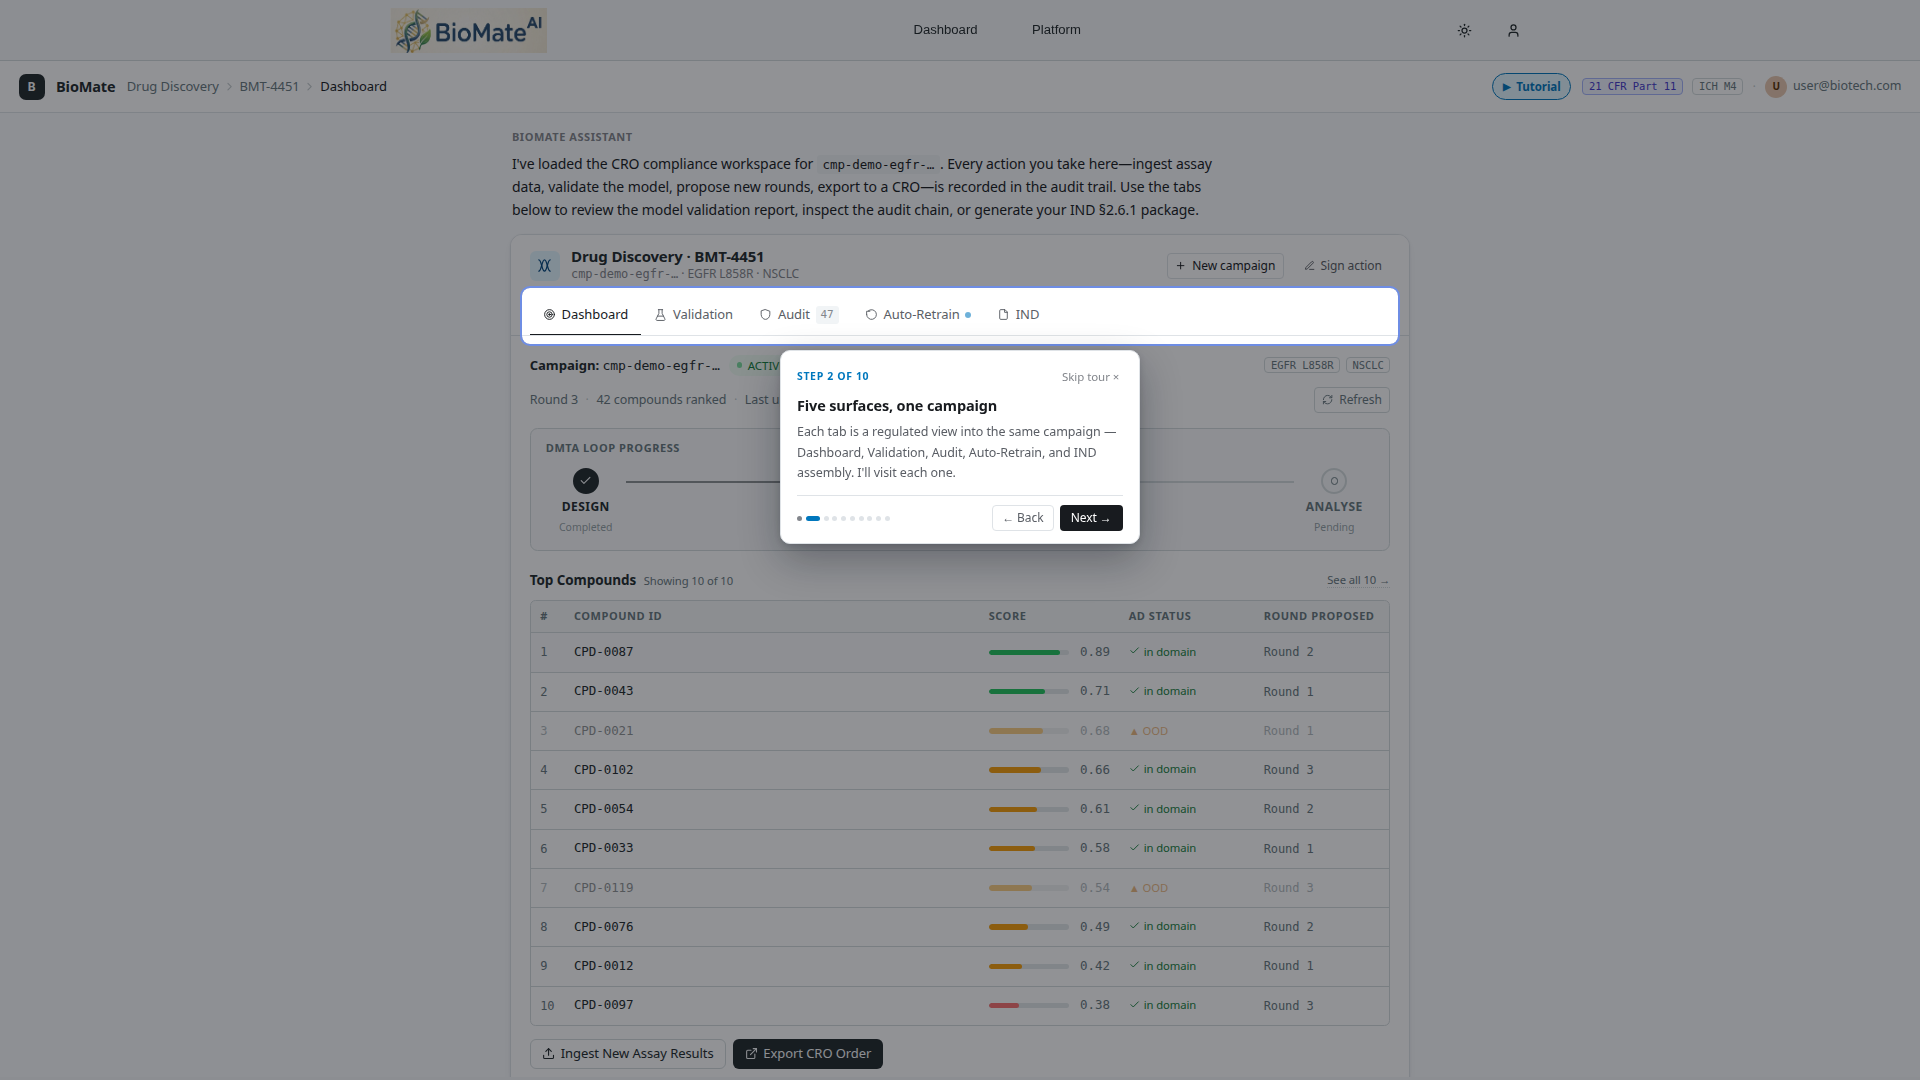 BioMate AI
Dashboard
Platform
B BioMate Drug Discovery › BMT-4451 › Dashboard
▶ Tutorial
21 CFR Part 11
ICH M4
·
U
user@biotech.com
BIOMATE ASSISTANT
I've loaded the CRO compliance workspace for cmp-demo-egfr-… . Every action you take here—ingest assay
data, validate the model, propose new rounds, export to a CRO—is recorded in the audit trail. Use the tabs
below to review the model validation report, inspect the audit chain, or generate your IND §2.6.1 package.
Drug Discovery · BMT-4451
cmp-demo-egfr-… · EGFR L858R · NSCLC
+ New campaign
Sign action
Dashboard
Validation
Audit 47
Auto-Retrain
IND
Campaign: cmp-demo-egfr-…
EGFR L858R
NSCLC
Round 3 · 42 compounds ranked · Last
Refresh
STEP 2 OF 10
Skip tour ×
Five surfaces, one campaign
Each tab is a regulated view into the same campaign —
Dashboard, Validation, Audit, Auto-Retrain, and IND
assembly. I'll visit each one.
← Back
Next →
DMTA LOOP PROGRESS
DESIGN
Completed
ANALYSE
Pending
Top Compounds Showing 10 of 10
See all 10 →
# COMPOUND ID SCORE AD STATUS ROUND PROPOSED
1 CPD-0087 0.89 ✓ in domain Round 2
2 CPD-0043 0.71 ✓ in domain Round 1
3 CPD-0021 0.68 ▲ OOD Round 1
4 CPD-0102 0.66 ✓ in domain Round 3
5 CPD-0054 0.61 ✓ in domain Round 2
6 CPD-0033 0.58 ✓ in domain Round 1
7 CPD-0119 0.54 ▲ OOD Round 3
8 CPD-0076 0.49 ✓ in domain Round 2
9 CPD-0012 0.42 ✓ in domain Round 1
10 CPD-0097 0.38 ✓ in domain Round 3
Ingest New Assay Results
Export CRO Order